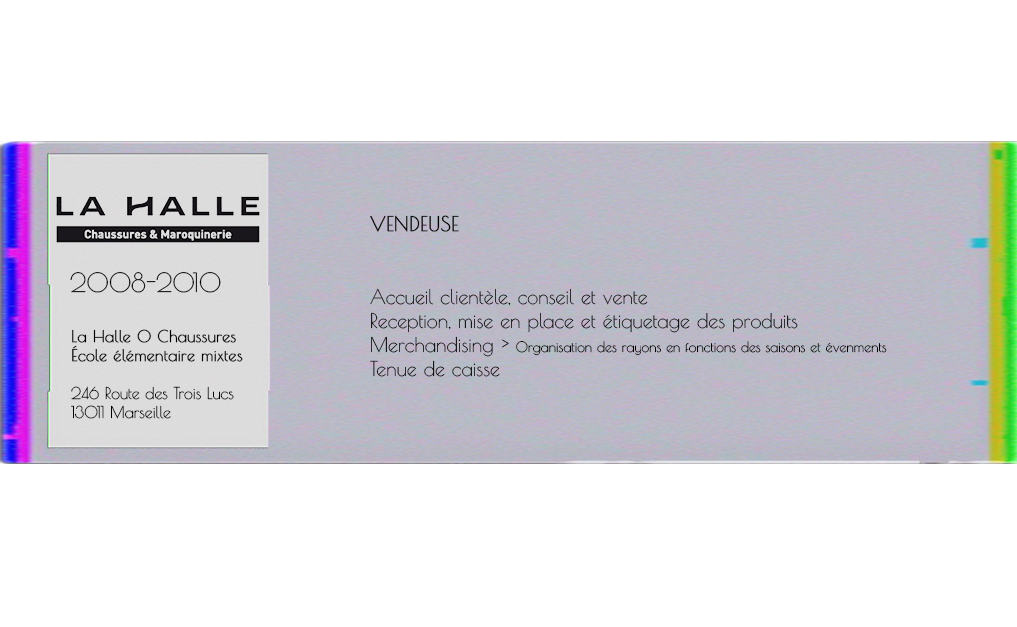 LA HALLE
Chaussures & Maroquinerie
2008-2010
La Halle O Chaussures
École élémentaire mixtes
246 Route des Trois Lucs
13011 Marseille
VENDEUSE
Accueil clientèle, conseil et vente
Reception, mise en place et étiquetage des produits
Merchandising > Organisation des rayons en fonctions des saisons et évenments
Tenue de caisse